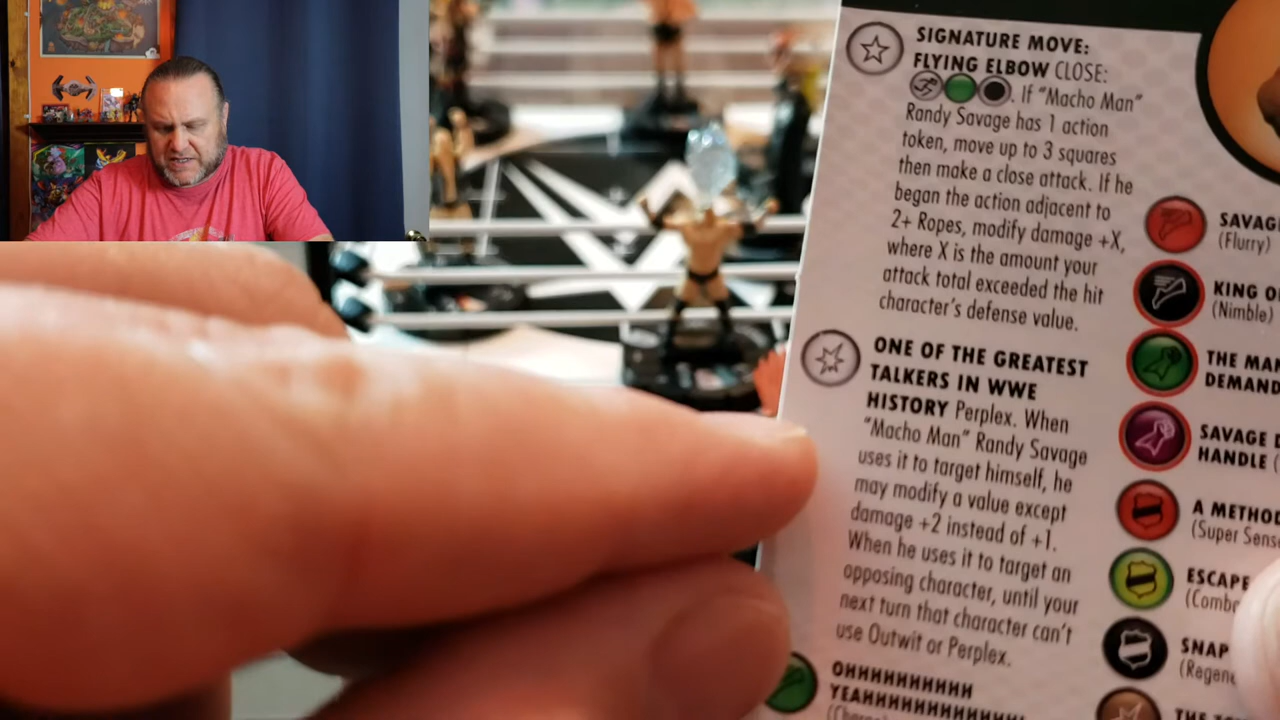 SIGNATURE MOVE:
FLYING ELBOW CLOSE:
. If "Macho Man"
Randy Savage has 1 action
token, move up to 3 squares
then make a close attack. If he
began the action adjacent to
2+ Ropes, modify damage +X,
where X is the amount your
attack total exceeded the hit
character's defense value.
ONE OF THE GREATEST
TALKERS IN WWE
HISTORY Perplex. When
"Macho Man" Randy Savage
uses it to target himself, he
may modify a value except
damage +2 instead of +1.
When he uses it to target an
opposing character, until your
next turn that character can't
use Outwit or Perplex.
OHHHHHHHHHH
SAVAGE
(Flurry)
KING O
(Nimble)
THE MA
DEMAND
SAVAGE
HANDLE (
A METHOD
(Super Sens
ESCAPE
(Comb
SNAP
(Regen